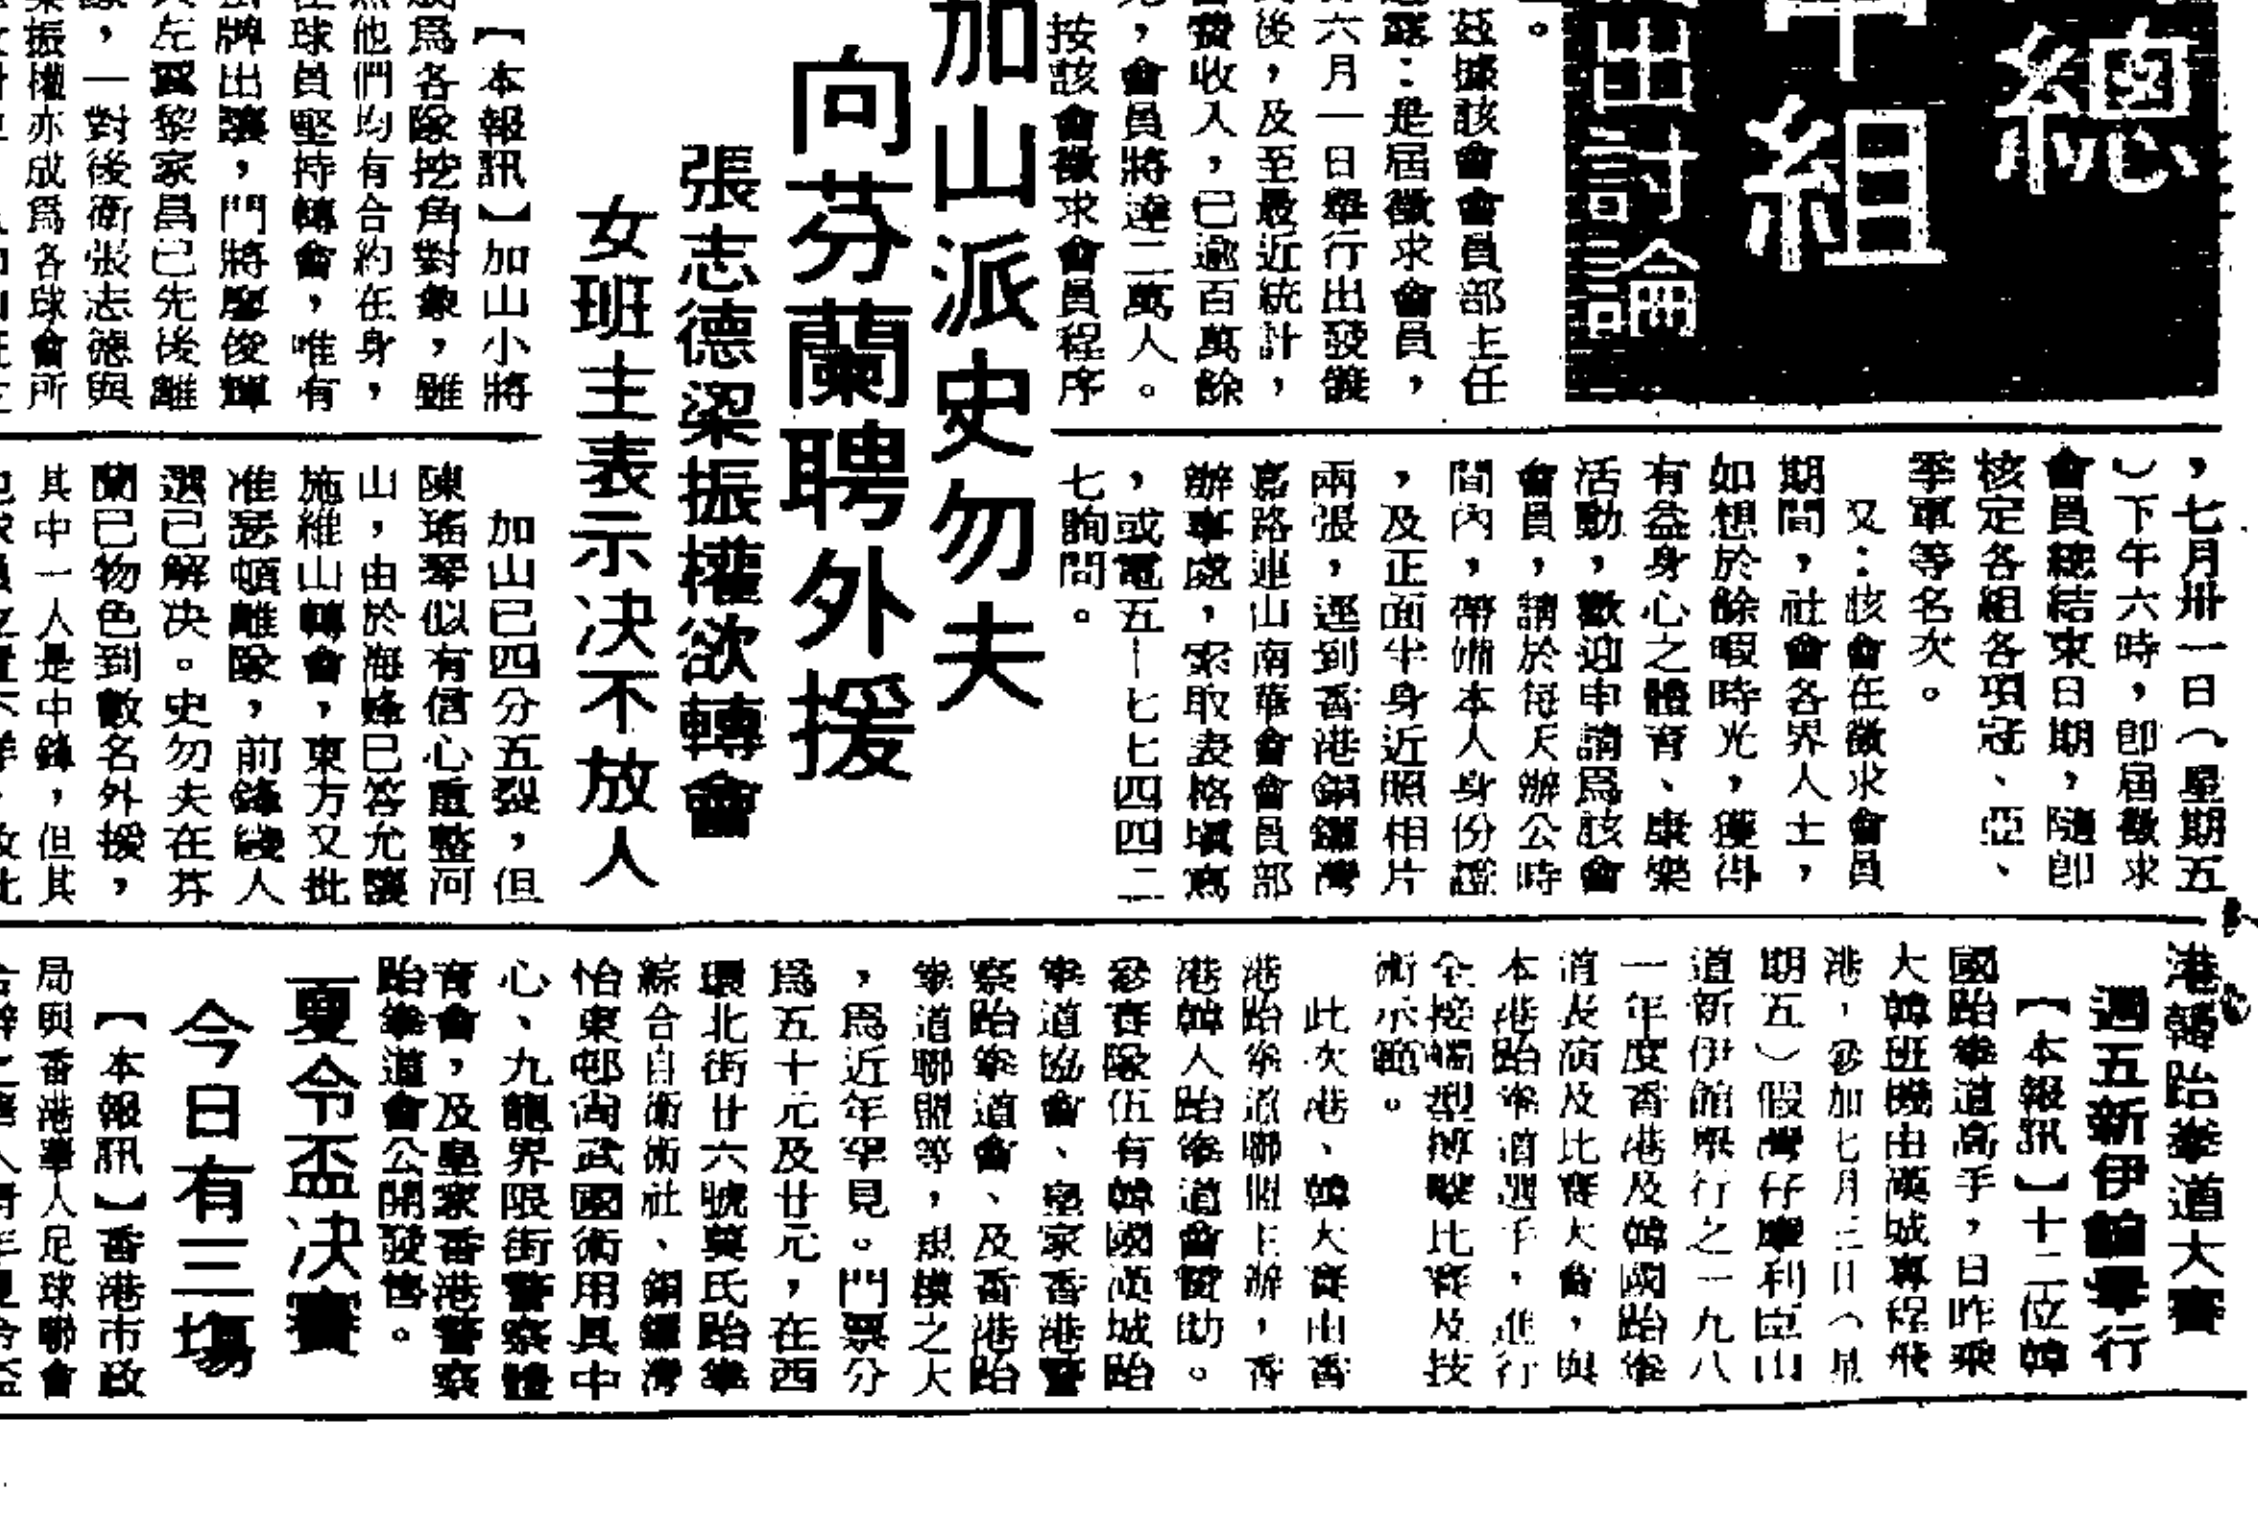 總
組
出討論
茲據該會會員部主任
是屆徵求會員，
六月一日舉行出發儀
後，及至最近統計，
費收入，已逾百萬餘
，會員將達二萬人。
按該會徵求會員程序
，七月卅一日（星期五
）下午六時，卽屆徵求
會員總結束日期，隨卽
核定各組各項冠、亞、
季軍等名次。
又：該會在徵求會員
期間，社會各界人士，
如想於餘暇時光，獲得
有益身心之體育、康樂
活動，歡迎申請爲該會
會員，請於每天辦公時
間內，帶備本人身份證
，及正面半身近照相片
兩張，逕到香港銅鑼灣
嘉路連山南華會會員部
辦事處，索取表格塡寫
，或電五－七七四四二
七詢問。
加山派史勿夫
向芬蘭聘外援
張志德梁振權欲轉會
女班主表示决不放人
【本報訊】加山小將
爲各隊挖角對象，雖
他們均有合約在身，
球員堅持轉會，唯有
牌出讓，門將廖俊輝
左翼黎家昌已先後離
，一對後衛張志德與
振權亦成爲各球會所
加山已四分五裂，但
陳瑤琴似有信心重整河
山，由於海蜂已答允讓
施維山轉會，東方又批
准瑟頓離隊，前鋒綫人
選已解决。史勿夫在芬
蘭已物色到數名外援，
其中一人是中鋒，但其
港韓跆拳道大賽
週五新伊館舉行
【本報訊】十二位韓
國跆拳道高手，日昨乘
大韓班機由漢城專程飛
港，參加七月三日（星
期五）假灣仔摩利臣山
道新伊館舉行之一九八
一年度香港及韓國跆拳
道表演及比賽大會，與
本港跆拳道選手，進行
全接觸型搏擊比賽及技
術示範。
此次港、韓大賽由香
港跆拳道聯盟主辦，香
港韓人跆拳道會贊助。
參賽隊伍有韓國漢城跆
拳道協會、皇家香港警
察跆拳道會、及香港跆
拳道聯盟等，規模之大
，爲近年罕見。門票分
爲五十元及廿元，在西
環北街廿六號莫氏跆拳
綜合自衛術社、銅鑼灣
怡東邨尚武國術用具中
心、九龍界限街警察體
育會，及皇家香港警察
跆拳道會公開發售。
夏令盃决賽
今日有三塲
【本報訊】香港市政
局與香港華人足球聯會